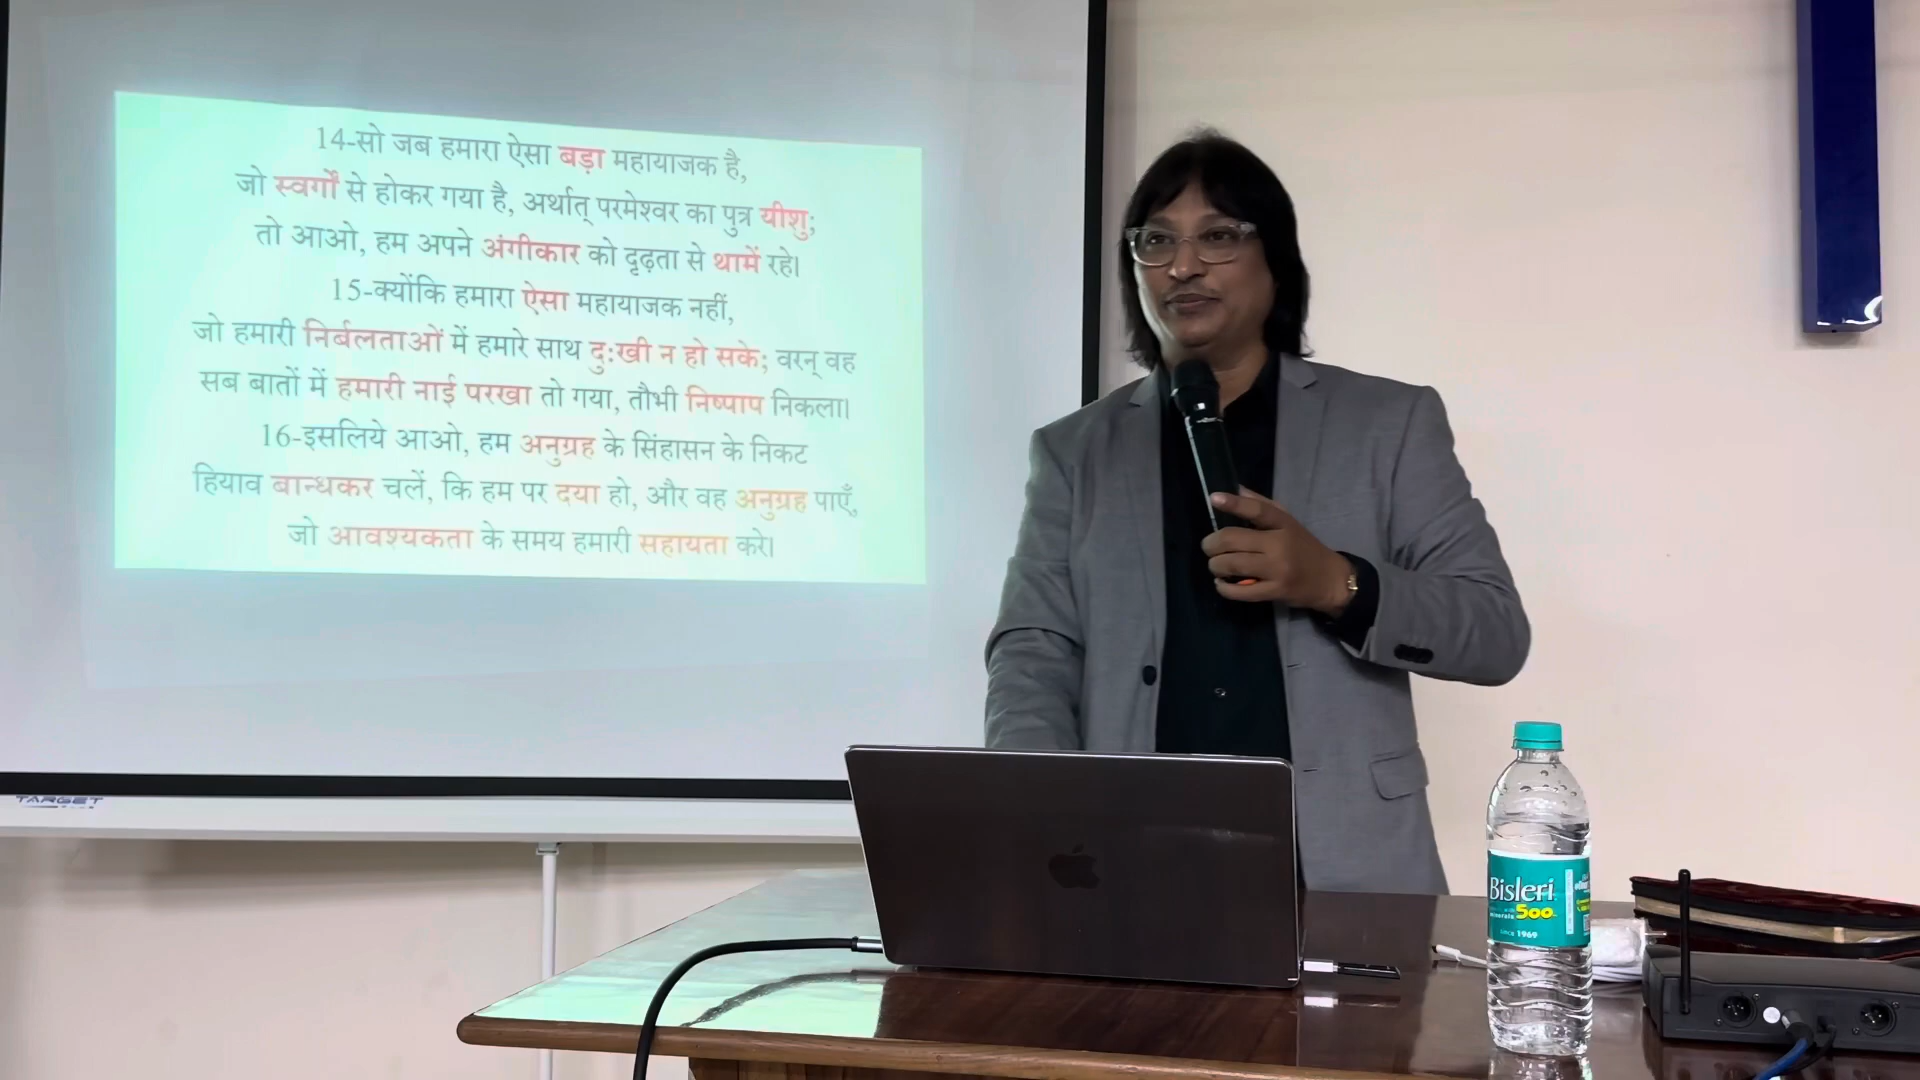 14-सो जब हमारा ऐसा बड़ा महायाजक है,
जो स्वर्गों से होकर गया है, अर्थात् परमेश्वर का पुत्र यीशु;
तो आओ, हम अपने अंगीकार को दृढ़ता से थामें रहे।
15-क्योंकि हमारा ऐसा महायाजक नहीं,
जो हमारी निर्बलताओं में हमारे साथ दुःखी न हो सके; वरन् वह
सब बातों में हमारी नाई परखा तो गया, तौभी निष्पाप निकला।
16-इसलिये आओ, हम अनुग्रह के सिंहासन के निकट
हियाव बान्धकर चलें, कि हम पर दया हो, और वह अनुग्रह पाएँ,
जो आवश्यकता के समय हमारी सहायता करे।
TARGET
Bisleri
minerals 500
since 1969